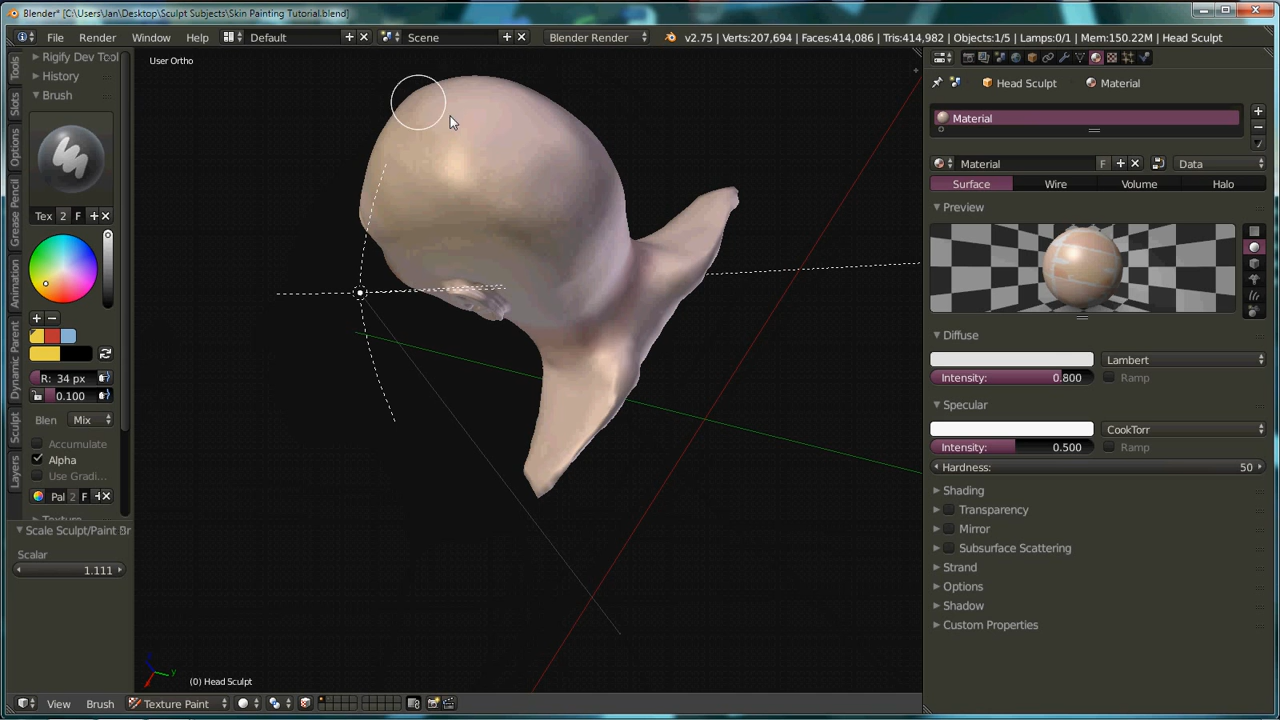 Blender* [C:\Users\Ian\Desktop\Sculpt Subjects\Skin Painting Tutorial.blend]
File Render Window Help Default Scene Blender Render v2.75 | Verts:207,694 | Faces:414,086 | Tris:414,982 | Objects:1/5 | Lamps:0/1 | Mem:150.22M | Head Sculpt
Tools
Slots
Options
Grease Pencil
Animation
Dynamic Parent
Sculpt
Layers
Rigify Dev Tool
History
Brush
Tex 2 F
R: 34 px
0.100
Blen Mix
Accumulate
Alpha
Use Gradi...
Pal 2 F
Texture
Scale Sculpt/Paint Br
Scalar
1.111
User Ortho
(0) Head Sculpt
View Brush Texture Paint
Head Sculpt Material
Material
Material F Data
Surface Wire Volume Halo
Preview
Diffuse
Lambert
Intensity: 0.800 Ramp
Specular
CookTorr
Intensity: 0.500 Ramp
Hardness: 50
Shading
Transparency
Mirror
Subsurface Scattering
Strand
Options
Shadow
Custom Properties